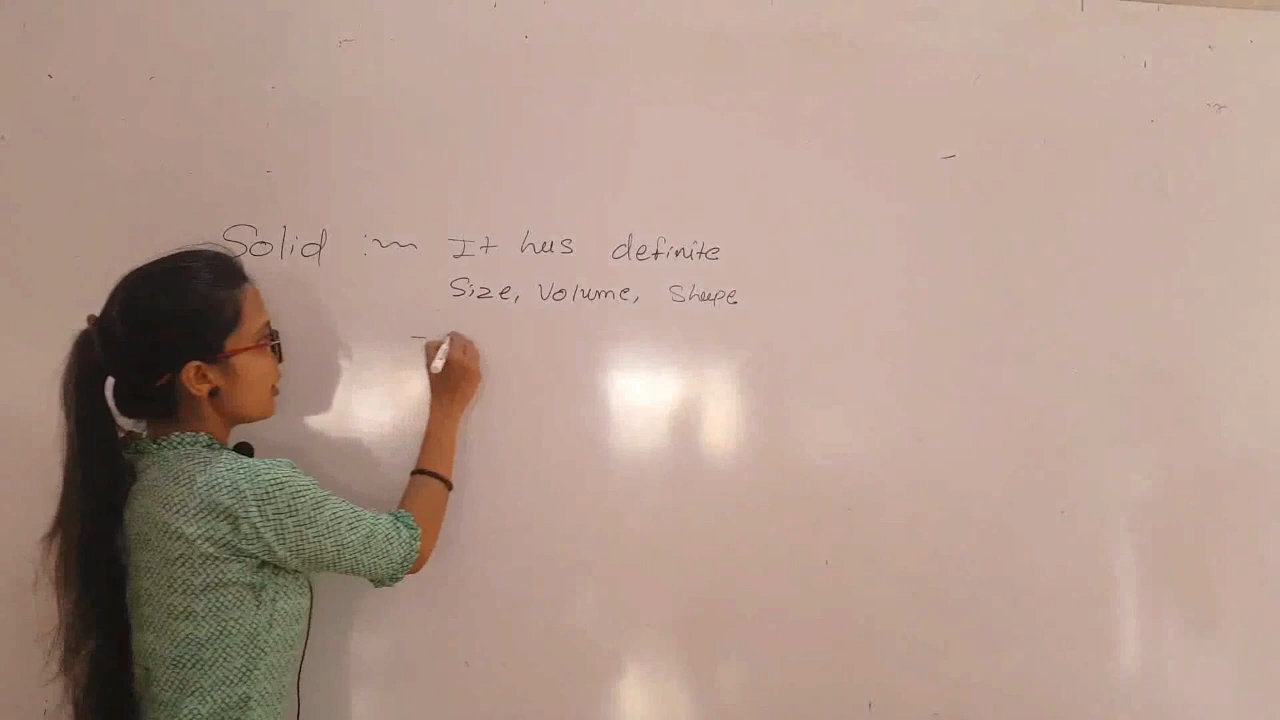 Solid :~ It has definite
Size, Volume, Shape
-